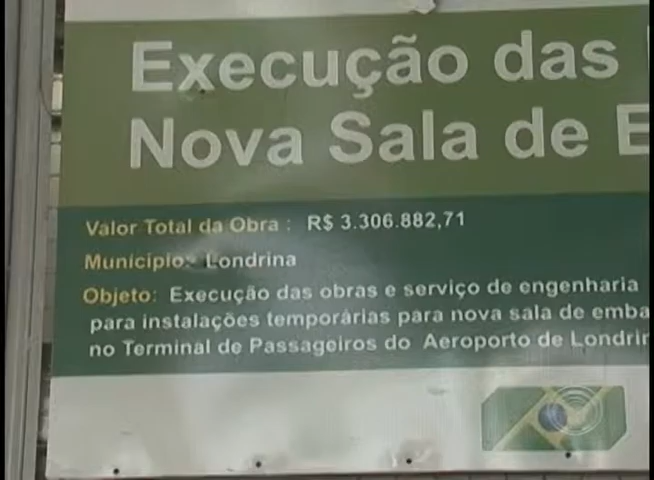 Execução das
Nova Sala de
Valor Total da Obra : R$ 3.306.882,71
Município: Londrina
Objeto: Execução das obras e serviço de engenharia
para instalações temporárias para nova sala de emba
no Terminal de Passageiros do Aeroporto de Londrin